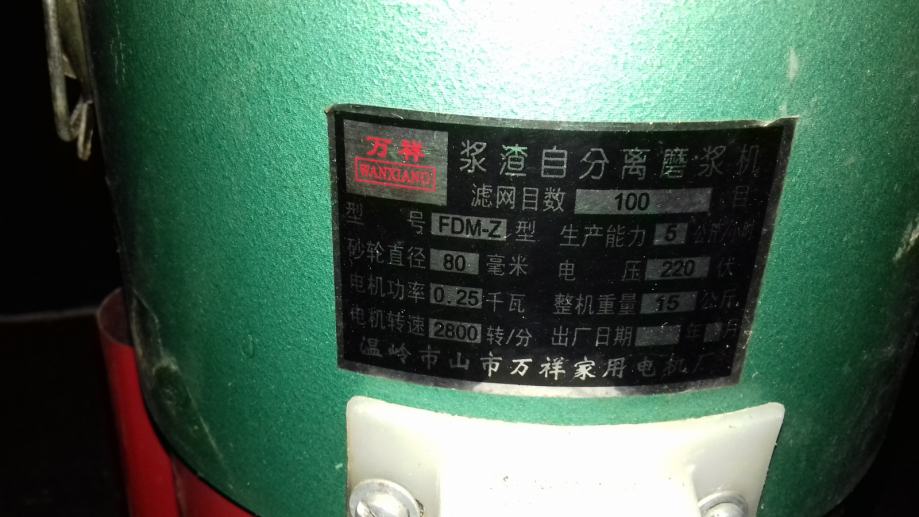 万祥 浆渣自分离磨浆机
WANXIANG
滤网目数 100 目
型 号 FDM-Z 型 生产能力 5 公斤/小时
砂轮直径 80 毫米 电 压 220 伏
电机功率 0.25 千瓦 整机重量 15 公斤
电机转速 2800 转/分 出厂日期 年 月
温岭市山市万祥家用电机厂